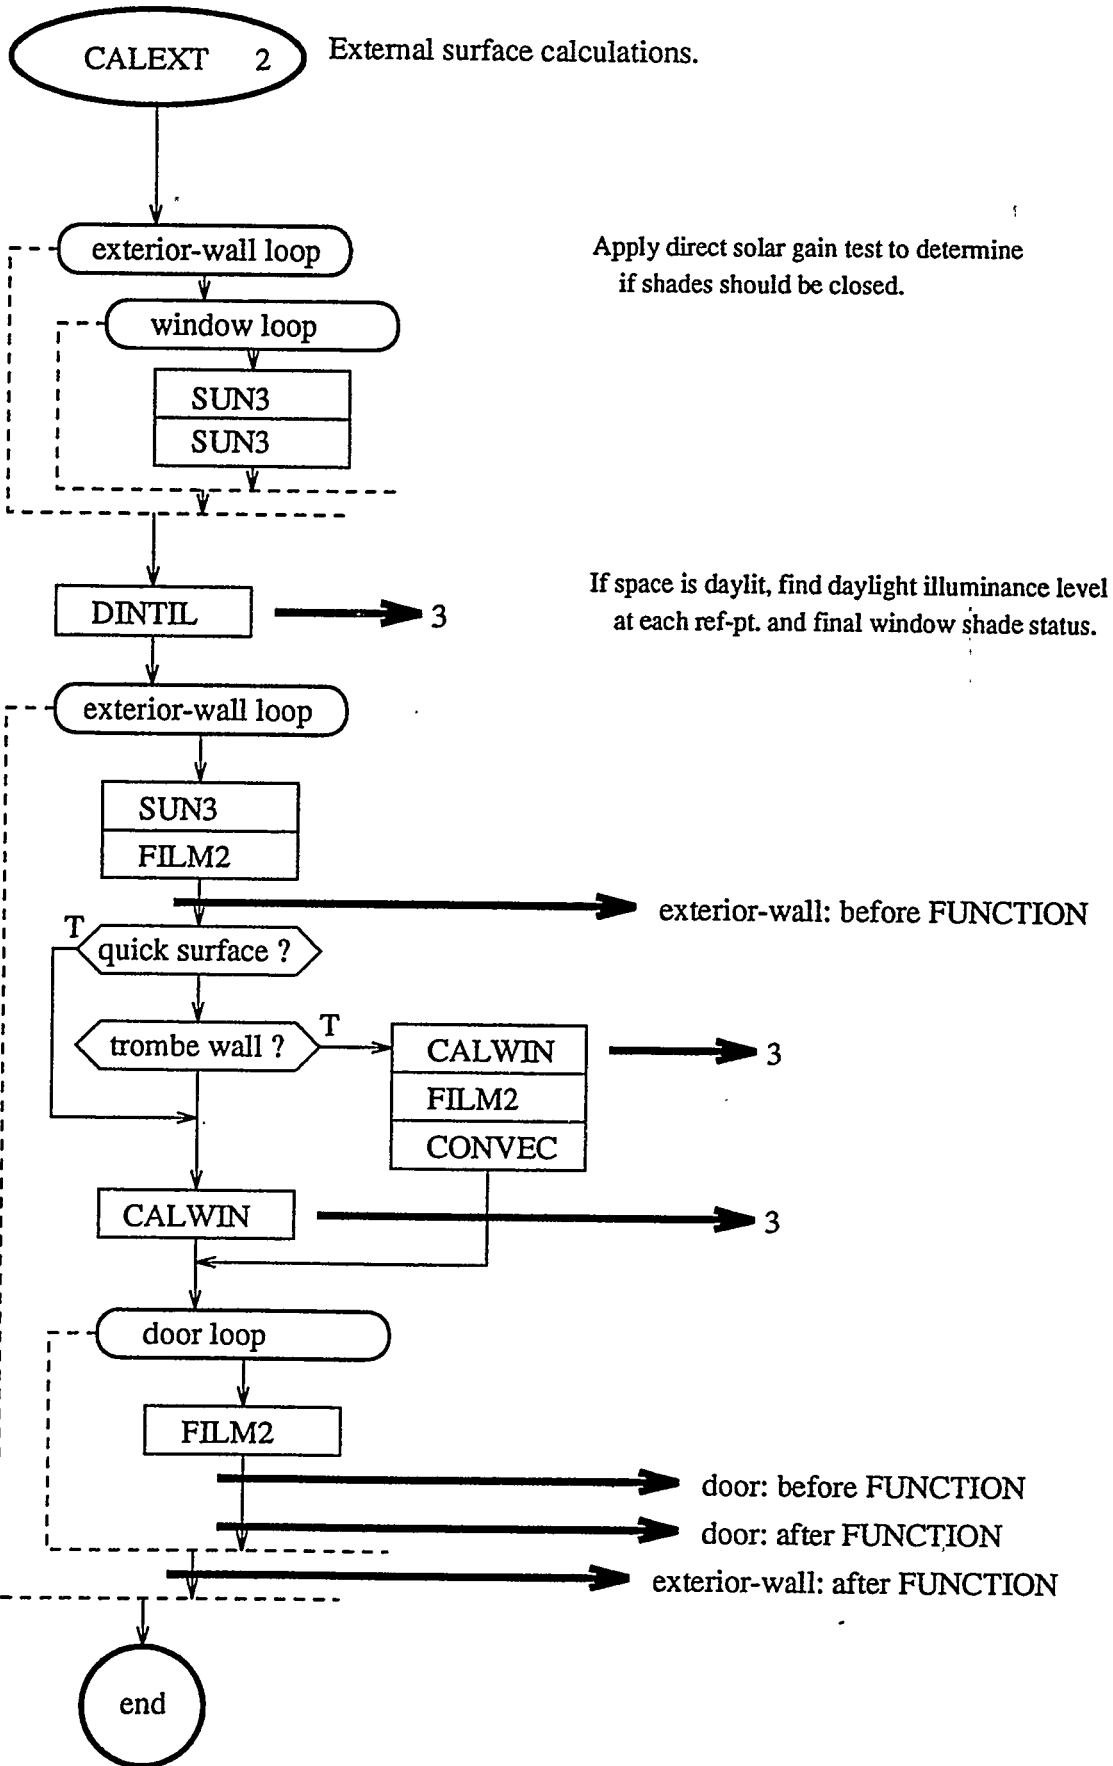 CALEXT 2 External surface calculations.
exterior-wall loop
Apply direct solar gain test to determine
if shades should be closed.
window loop
SUN3
SUN3
DINTIL
3
If space is daylit, find daylight illuminance level
at each ref-pt. and final window shade status.
exterior-wall loop
SUN3
FILM2
exterior-wall: before FUNCTION
T
quick surface ?
trombe wall ?
T
CALWIN
3
FILM2
CONVEC
CALWIN
3
door loop
FILM2
door: before FUNCTION
door: after FUNCTION
exterior-wall: after FUNCTION
end